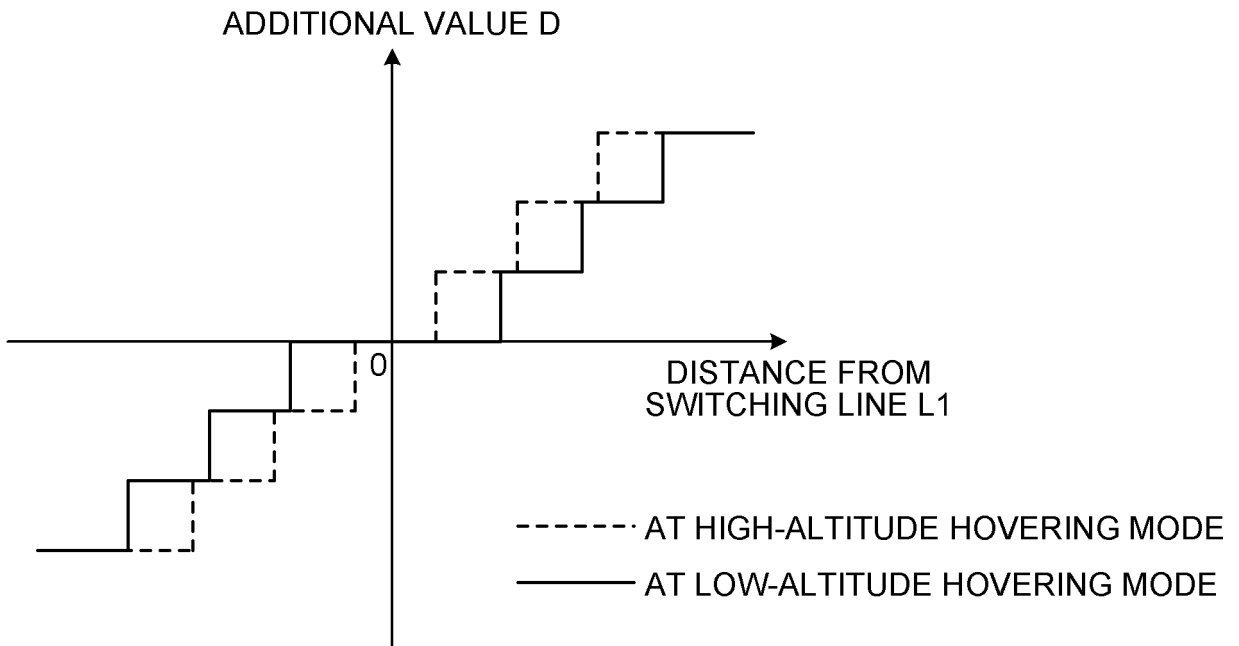 ADDITIONAL VALUE D
0
DISTANCE FROM
SWITCHING LINE L1
AT HIGH-ALTITUDE HOVERING MODE
AT LOW-ALTITUDE HOVERING MODE